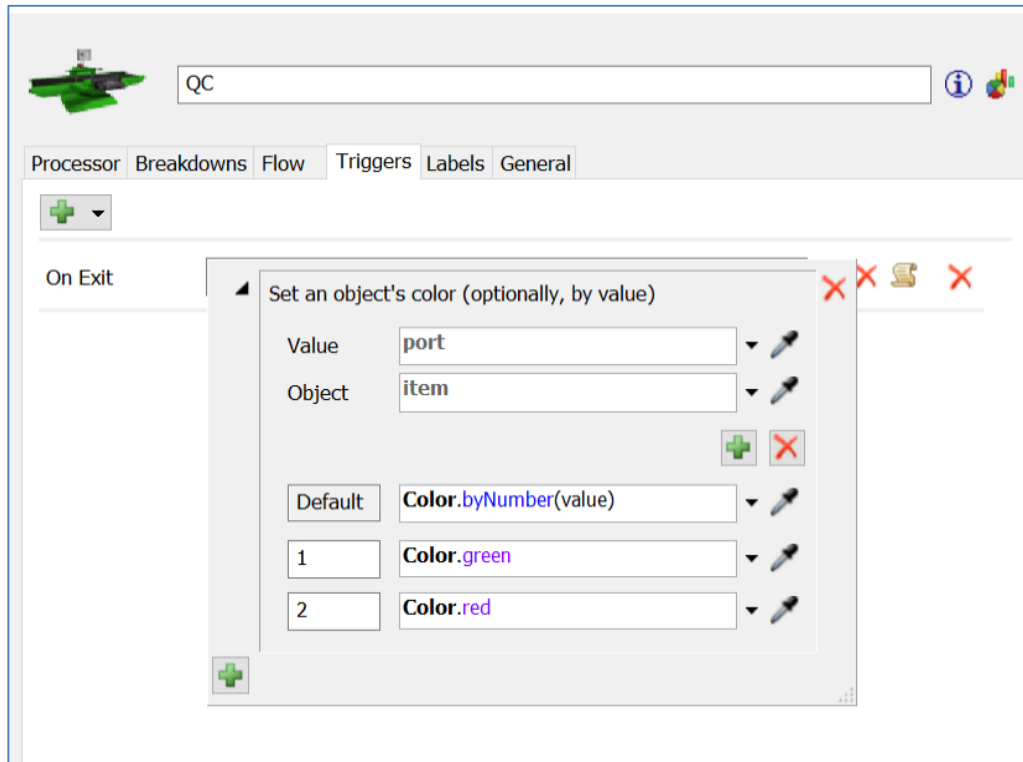 QC
Processor Breakdowns Flow Triggers Labels General
On Exit
Set an object's color (optionally, by value)
Value port
Object item
Default Color.byNumber(value)
1 Color.green
2 Color.red